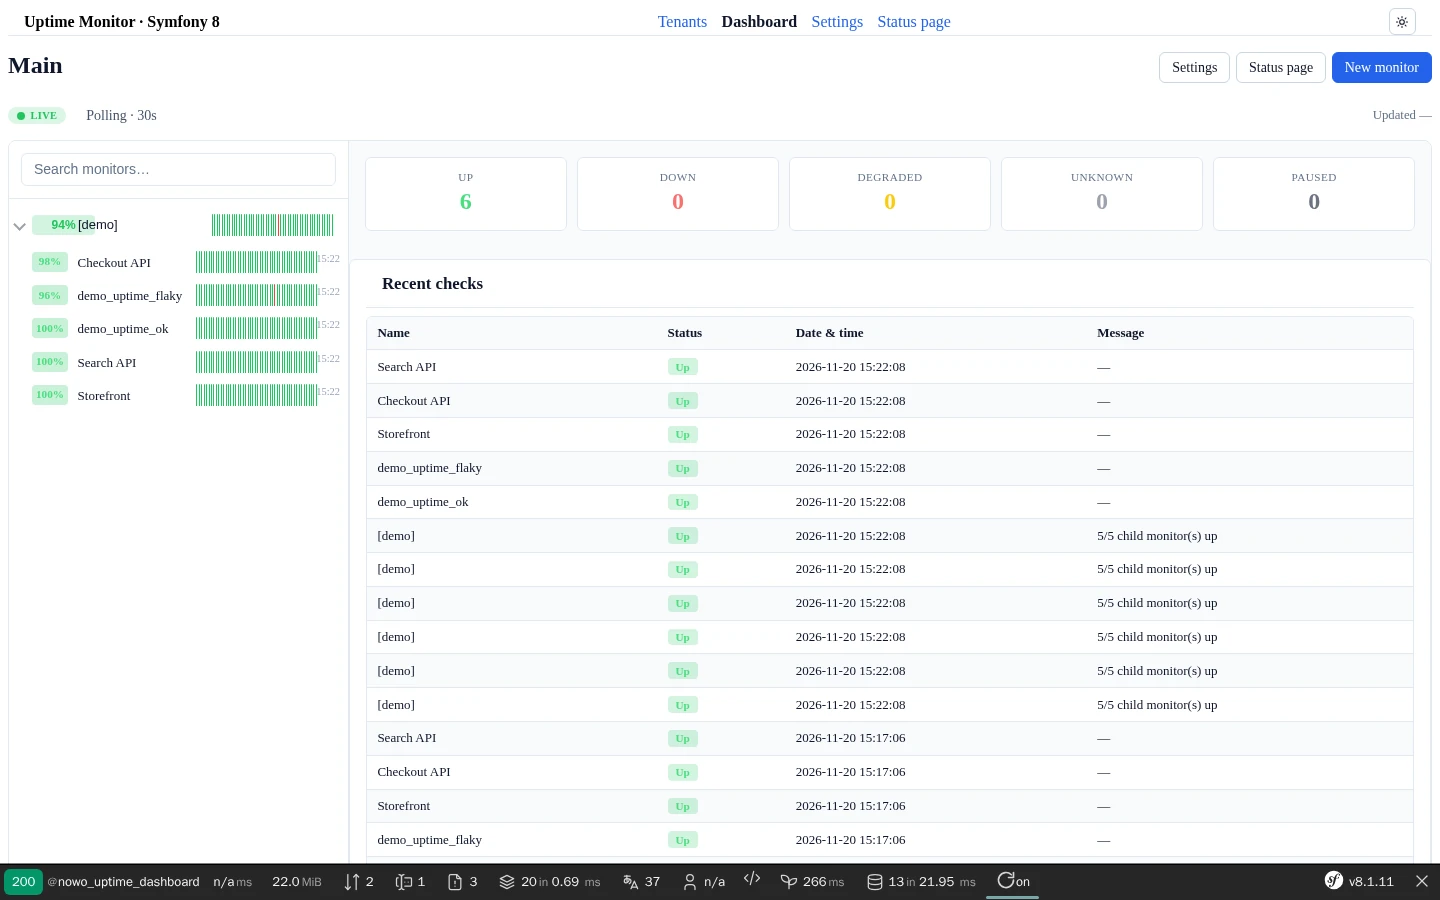 Uptime Monitor · Symfony 8
Tenants Dashboard Settings Status page
Main
Settings Status page New monitor
LIVE Polling · 30s
Updated —
Search monitors…
94% [demo]
98% Checkout API 15:22
96% demo_uptime_flaky 15:22
100% demo_uptime_ok 15:22
100% Search API 15:22
100% Storefront 15:22
UP DOWN DEGRADED UNKNOWN PAUSED
6 0 0 0 0
Recent checks
Name Status Date & time Message
Search API Up 2026-11-20 15:22:08 —
Checkout API Up 2026-11-20 15:22:08 —
Storefront Up 2026-11-20 15:22:08 —
demo_uptime_flaky Up 2026-11-20 15:22:08 —
demo_uptime_ok Up 2026-11-20 15:22:08 —
[demo] Up 2026-11-20 15:22:08 5/5 child monitor(s) up
[demo] Up 2026-11-20 15:22:08 5/5 child monitor(s) up
[demo] Up 2026-11-20 15:22:08 5/5 child monitor(s) up
[demo] Up 2026-11-20 15:22:08 5/5 child monitor(s) up
[demo] Up 2026-11-20 15:22:08 5/5 child monitor(s) up
[demo] Up 2026-11-20 15:22:08 5/5 child monitor(s) up
Search API Up 2026-11-20 15:17:06 —
Checkout API Up 2026-11-20 15:17:06 —
Storefront Up 2026-11-20 15:17:06 —
demo_uptime_flaky Up 2026-11-20 15:17:06 —
200 @nowo_uptime_dashboard n/a ms 22.0 MiB 2 1 3 20 in 0.69 ms 37 n/a 266 ms 13 in 21.95 ms on sf v8.1.11